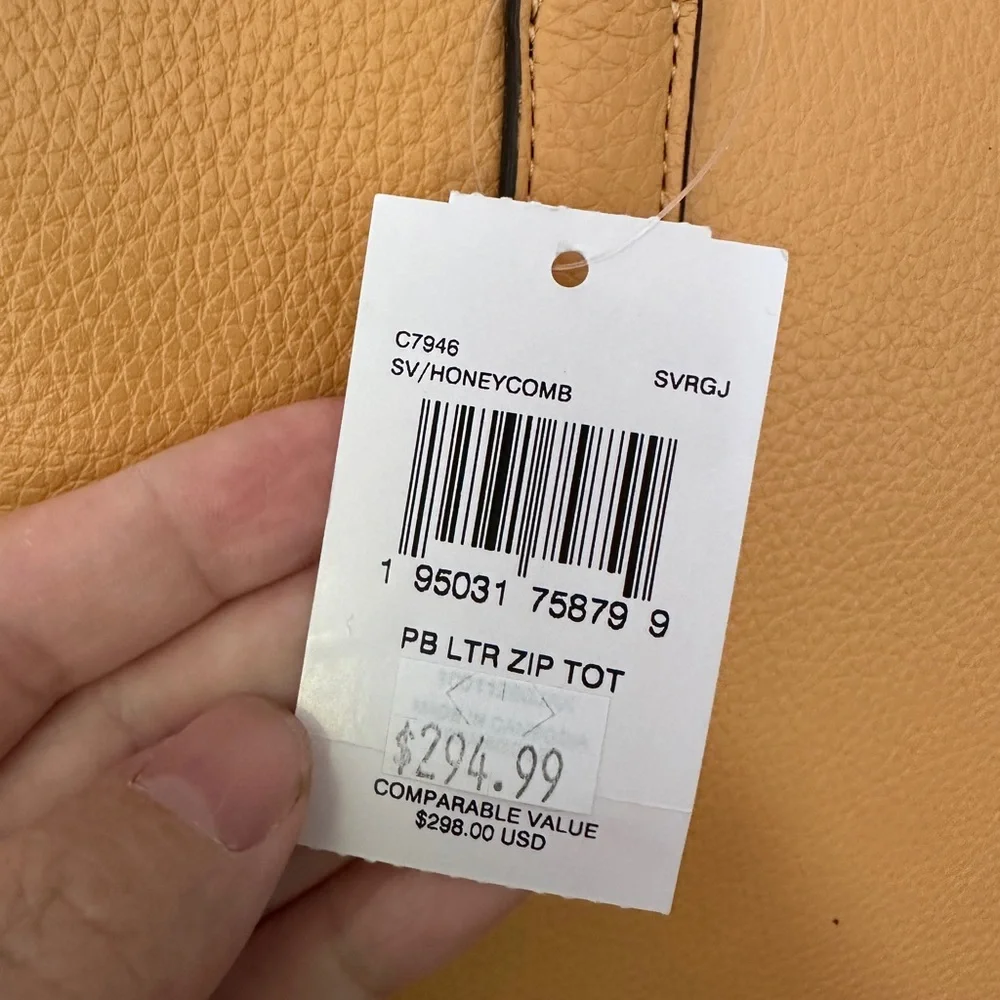 C7946
SV/HONEYCOMB SVRGJ
1 95031 75879 9
PB LTR ZIP TOT
$294.99
COMPARABLE VALUE
$298.00 USD